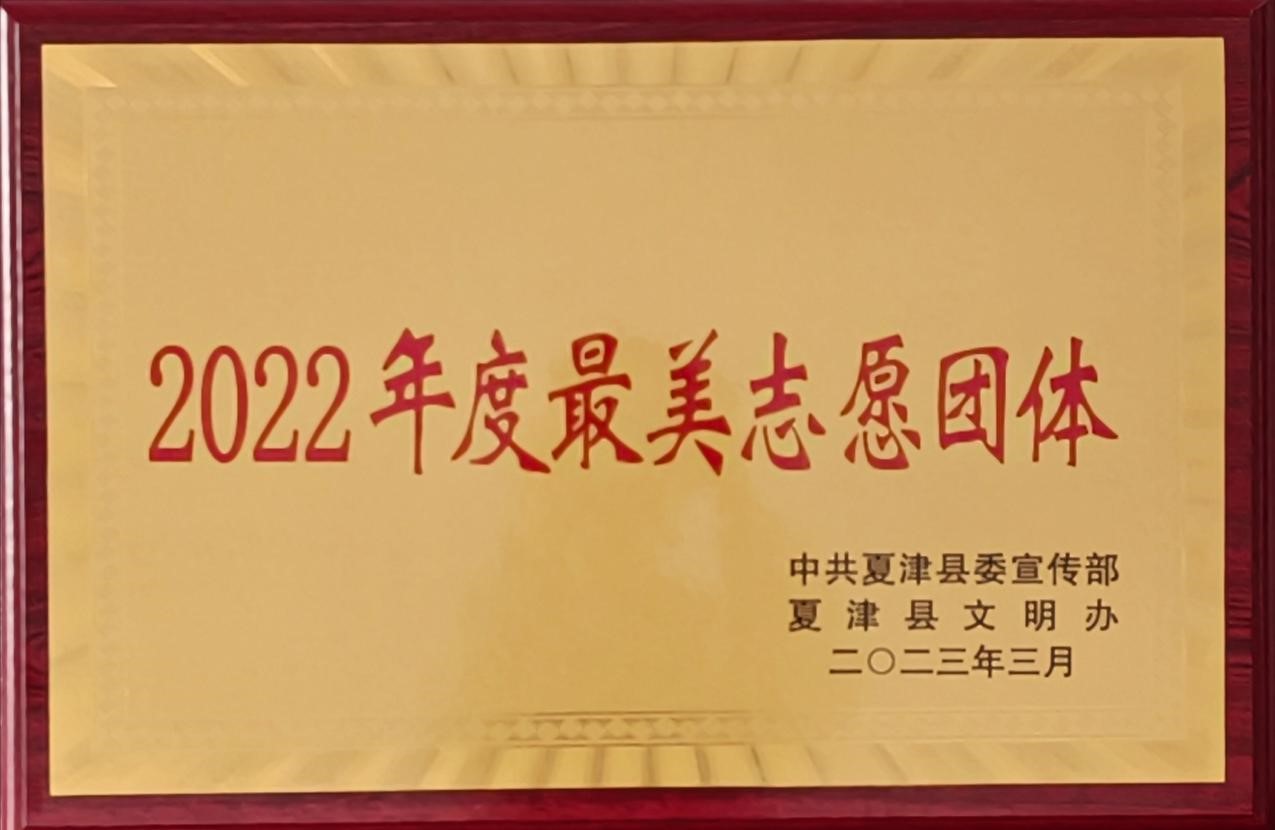 2022年度最美志愿团体
中共夏津县委宣传部
夏津县文明办
二〇二三年三月